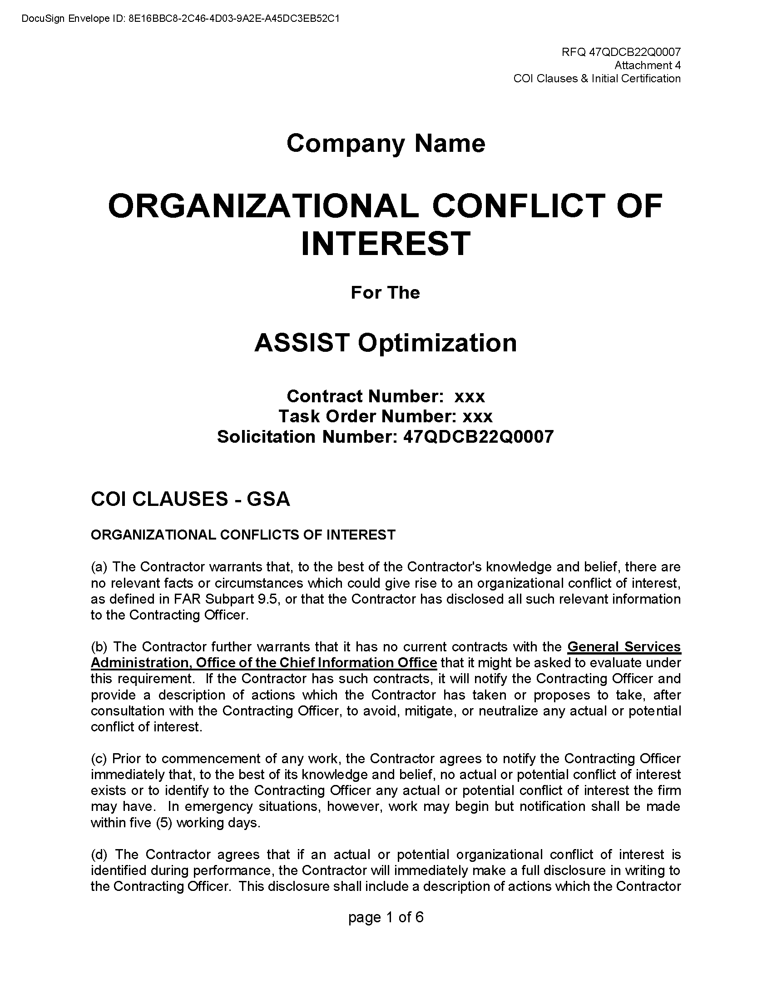 DocuSign Envelope ID: 8E16BBC8-2C46-4D03-9A2E-A45DC3EB52C1
RFQ 47QDCB22Q0007
Attachment 4
COI Clauses & Initial Certification
Company Name
ORGANIZATIONAL CONFLICT OF
INTEREST
For The
ASSIST Optimization
Contract Number:  xxx
Task Order Number: xxx
Solicitation Number: 47QDCB22Q0007
COI CLAUSES - GSA
ORGANIZATIONAL CONFLICTS OF INTEREST
(a) The Contractor warrants that, to the best of the Contractor's knowledge and belief, there are
no relevant facts or circumstances which could give rise to an organizational conflict of interest,
as defined in FAR Subpart 9.5, or that the Contractor has disclosed all such relevant information
to the Contracting Officer.
(b) The Contractor further warrants that it has no current contracts with the General Services
Administration, Office of the Chief Information Office that it might be asked to evaluate under
this requirement.  If the Contractor has such contracts, it will notify the Contracting Officer and
provide a description of actions which the Contractor has taken or proposes to take, after
consultation with the Contracting Officer, to avoid, mitigate, or neutralize any actual or potential
conflict of interest.
(c) Prior to commencement of any work, the Contractor agrees to notify the Contracting Officer
immediately that, to the best of its knowledge and belief, no actual or potential conflict of interest
exists or to identify to the Contracting Officer any actual or potential conflict of interest the firm
may have.  In emergency situations, however, work may begin but notification shall be made
within five (5) working days.
(d) The Contractor agrees that if an actual or potential organizational conflict of interest is
identified during performance, the Contractor will immediately make a full disclosure in writing to
the Contracting Officer.  This disclosure shall include a description of actions which the Contractor
page 1 of 6